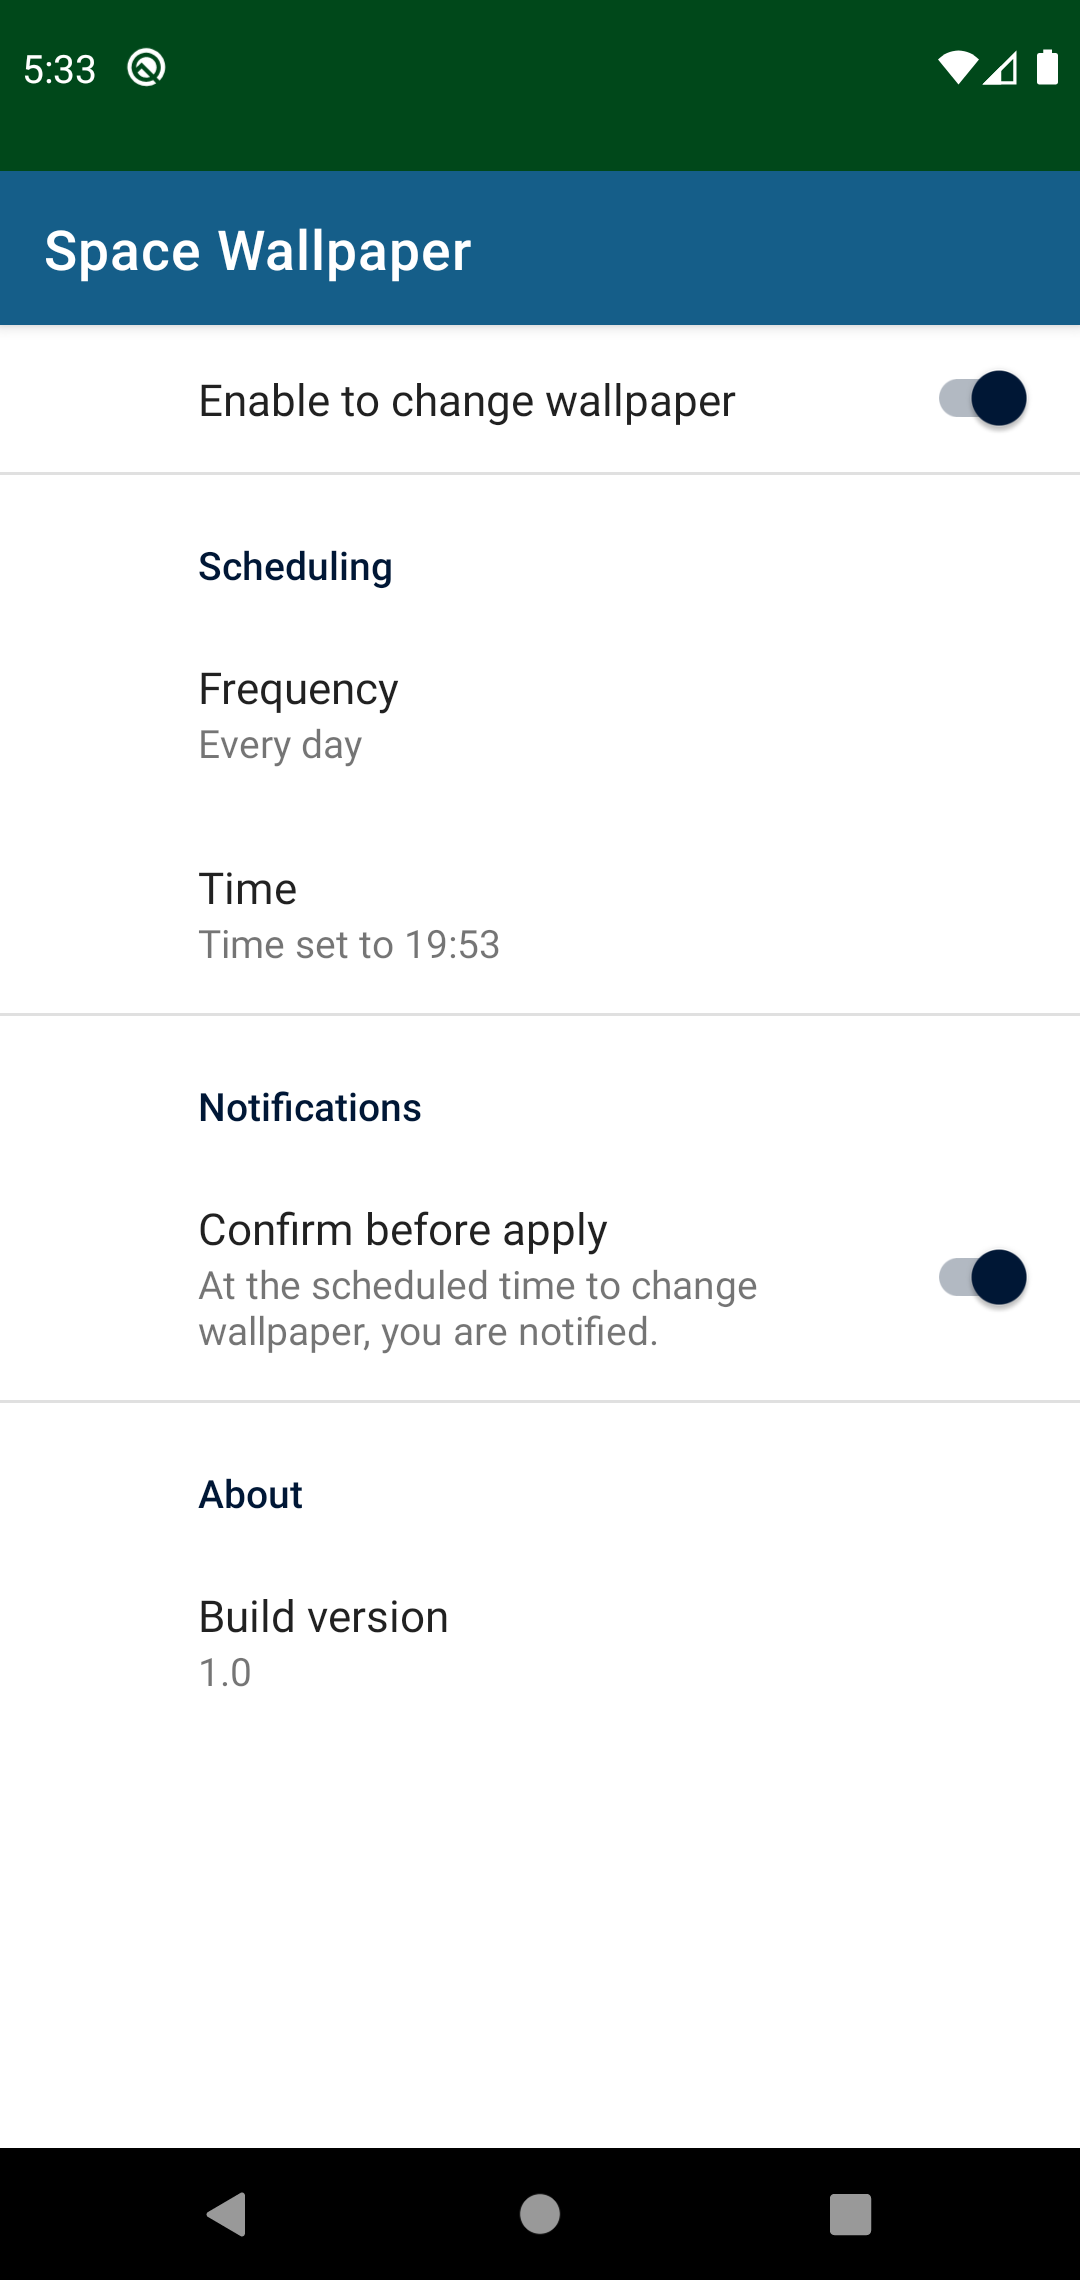 5:33
Space Wallpaper
Enable to change wallpaper
Scheduling
Frequency
Every day
Time
Time set to 19:53
Notifications
Confirm before apply
At the scheduled time to change
wallpaper, you are notified.
About
Build version
1.0